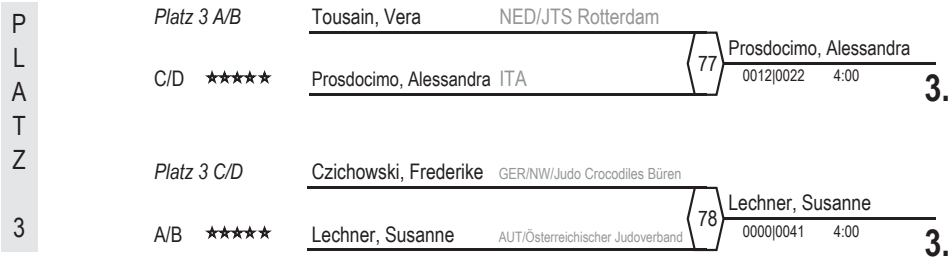 PLATZ 3
Platz 3 A/B Tousain, Vera NED/JTS Rotterdam
77 Prosdocimo, Alessandra
C/D ★★★★★ Prosdocimo, Alessandra ITA 0012|0022 4:00 3.
Platz 3 C/D Czichowski, Frederike GER/NW/Judo Crocodiles Büren
78 Lechner, Susanne
A/B ★★★★★ Lechner, Susanne AUT/Österreichischer Judoverband 0000|0041 4:00 3.